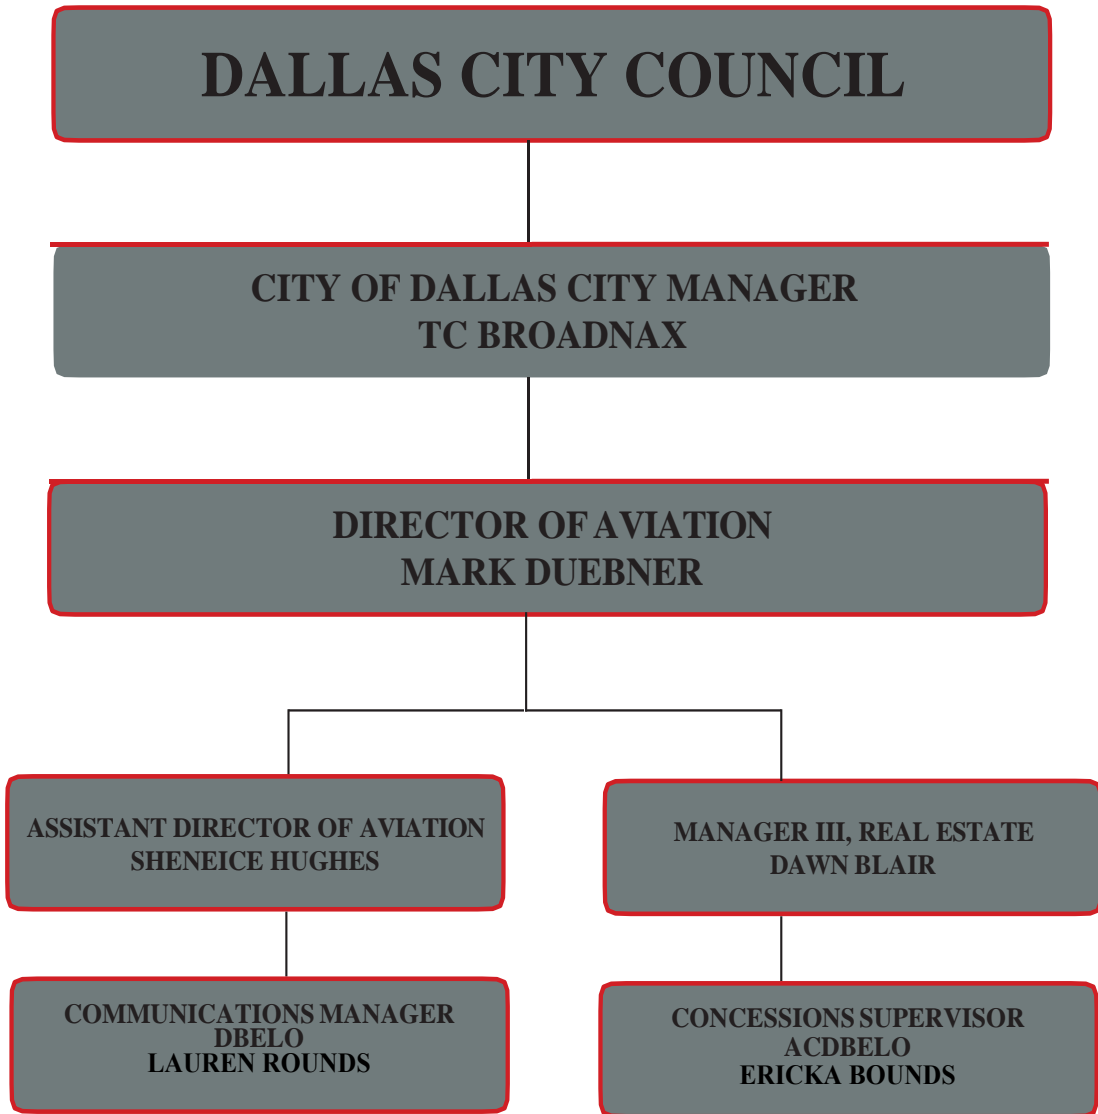 DALLAS CITY COUNCIL
CITY OF DALLAS CITY MANAGER
TC BROADNAX
DIRECTOR OF AVIATION
MARK DUEBNER
ASSISTANT DIRECTOR OF AVIATION
SHENEICE HUGHES
MANAGER III, REAL ESTATE
DAWN BLAIR
COMMUNICATIONS MANAGER
DBELO
LAUREN ROUNDS
CONCESSIONS SUPERVISOR
ACDBELO
ERICKA BOUNDS